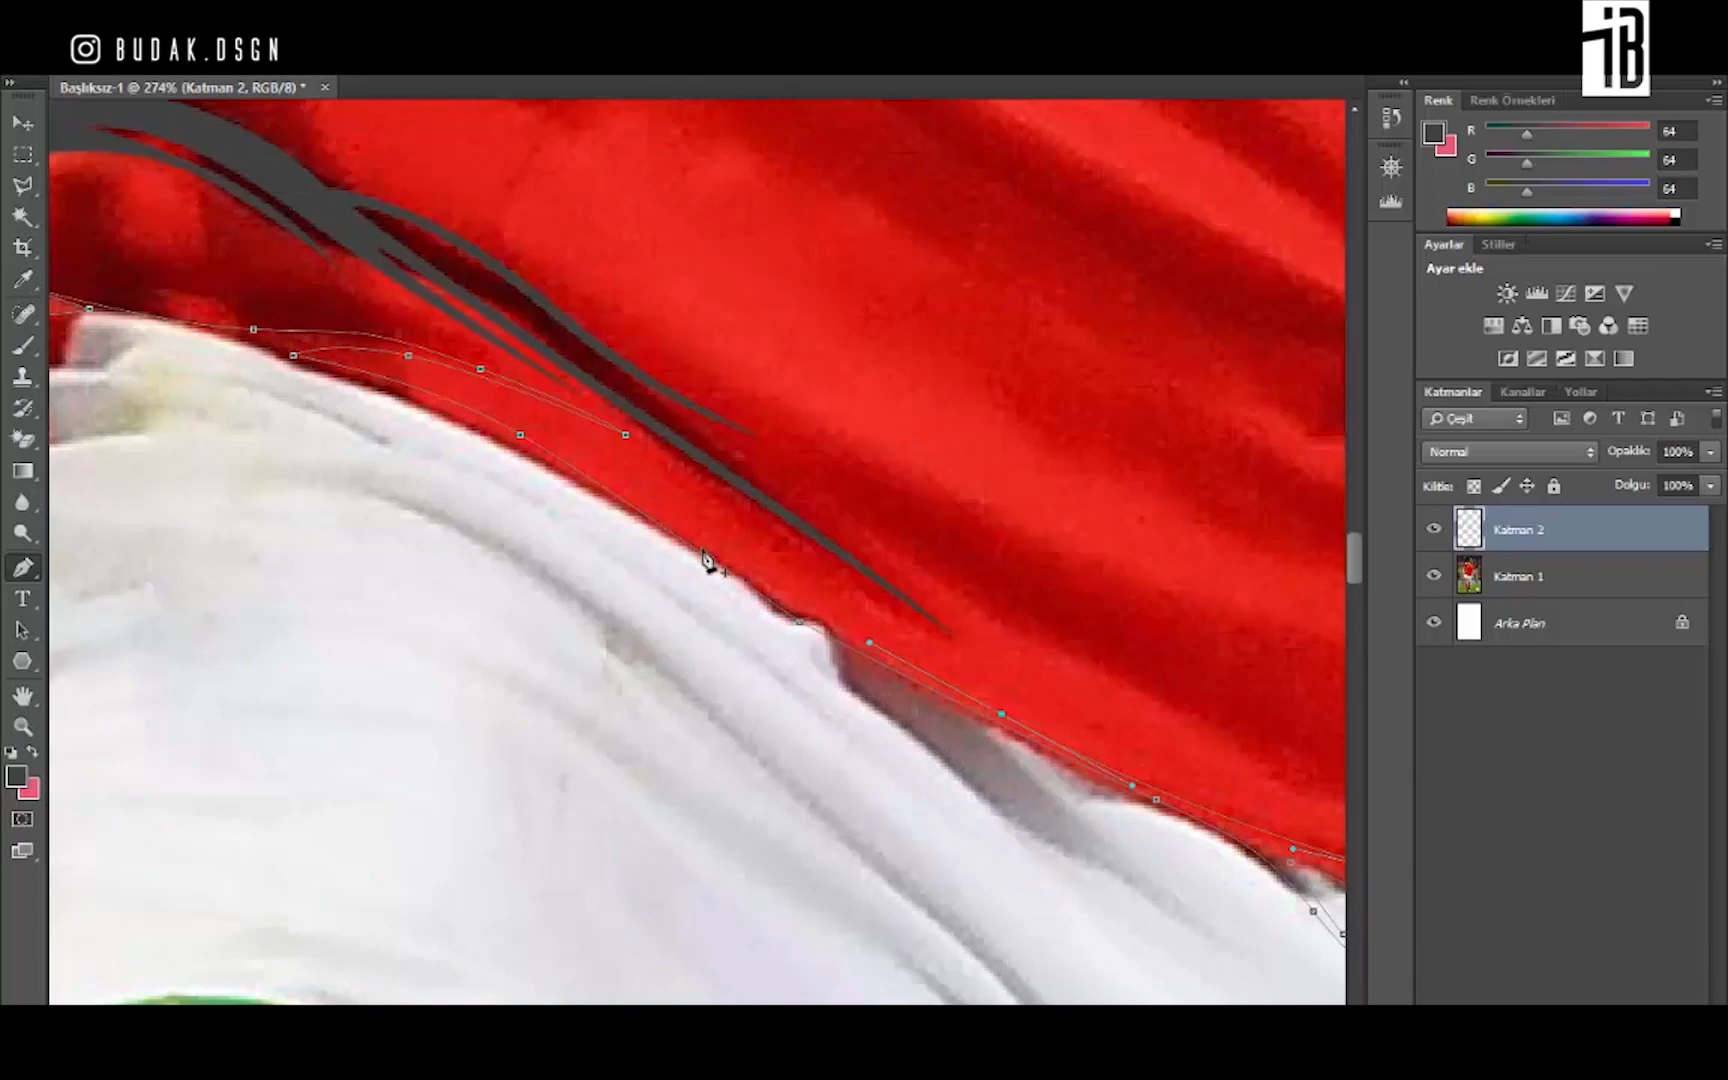 BUDAK.DSGN
Başlıksız-1 @ 274% (Katman 2, RGB/8) *
Renk Renk Örnekleri
R 64
G 64
B 64
Ayarlar Stiller
Ayar ekle
Katmanlar Kanallar Yollar
Çeşit
Normal Opaklık: 100%
Kilitle: Dolgu: 100%
Katman 2
Katman 1
Arka Plan